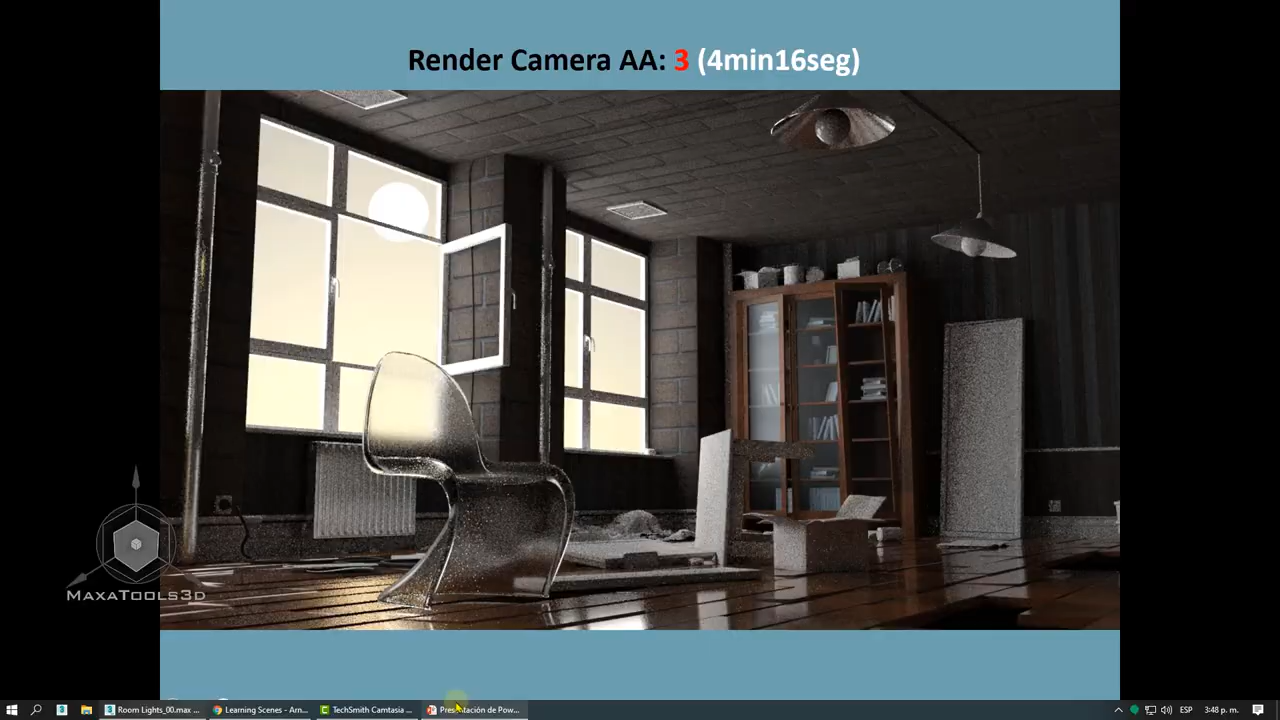 Render Camera AA: 3 (4min16seg)
MAXATOOLS3D
Room Lights_00.max ...
Learning Scenes - Arn...
TechSmith Camtasia ...
Presentación de Pow...
ESP
3:48 p. m.